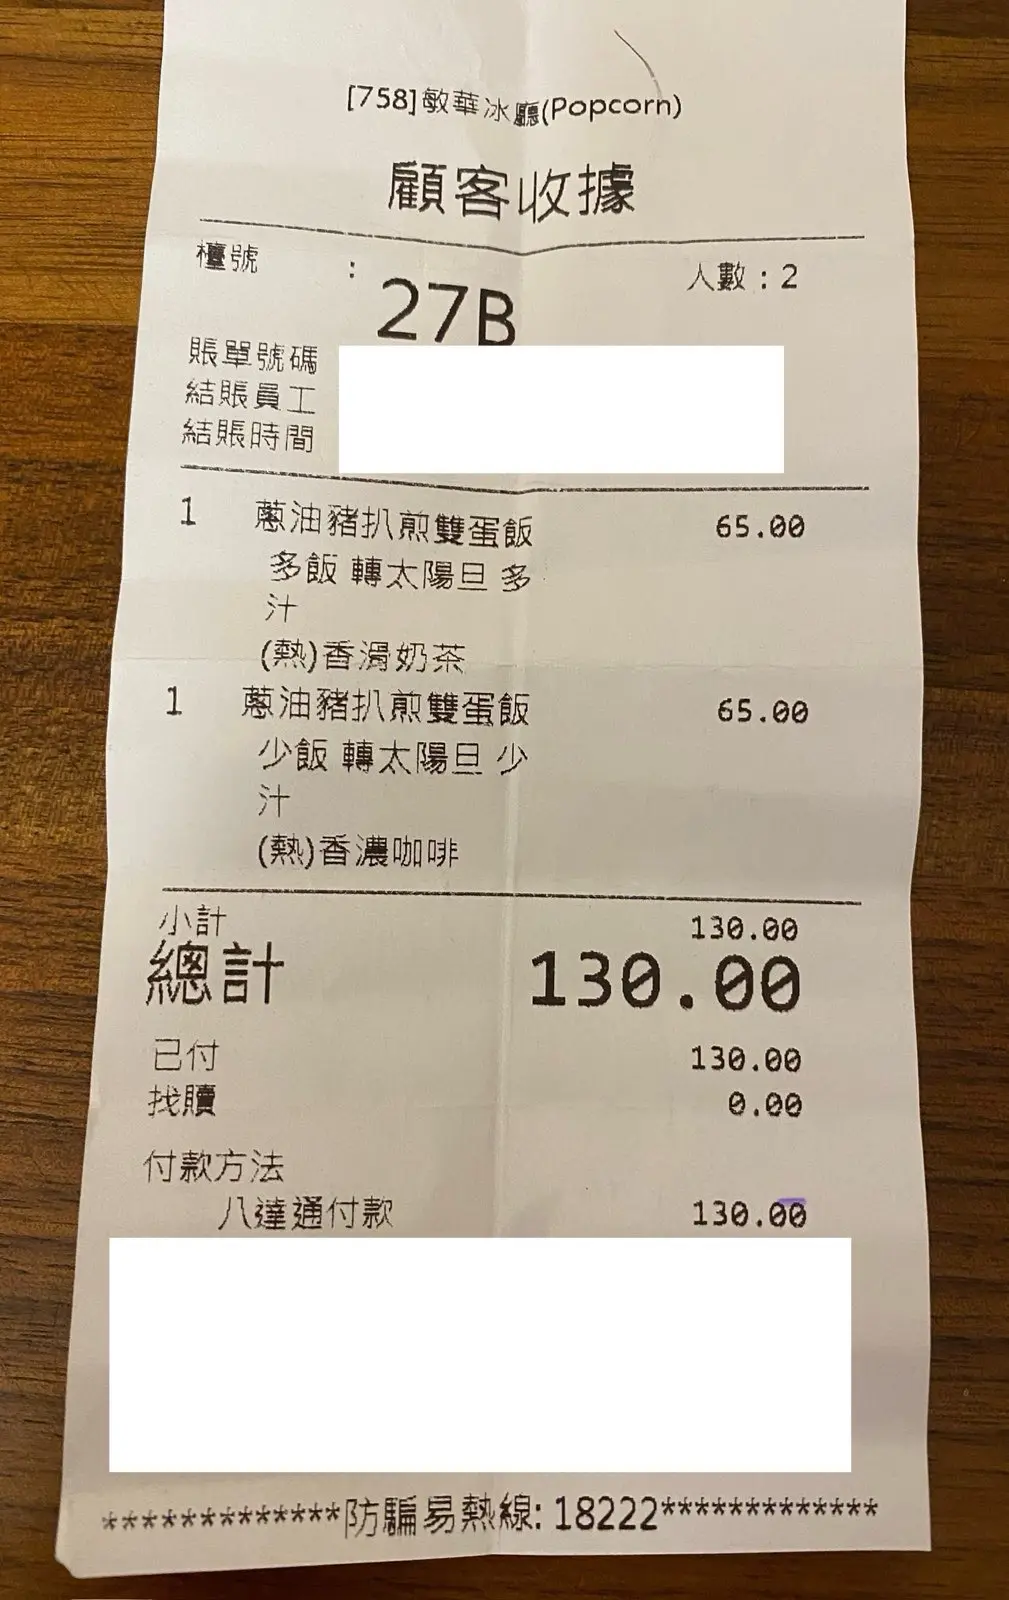 [758]敏華冰廳(Popcorn)
顧客收據
檯號 : 27B 人數:2
賬單號碼
結賬員工
結賬時間
1 蔥油豬扒煎雙蛋飯 65.00
多飯 轉太陽旦 多
汁
(熱)香滑奶茶
1 蔥油豬扒煎雙蛋飯 65.00
少飯 轉太陽旦 少
汁
(熱)香濃咖啡
小計 130.00
總計 130.00
已付 130.00
找贖 0.00
付款方法
八達通付款 130.00
*************防騙易熱線: 18222*************